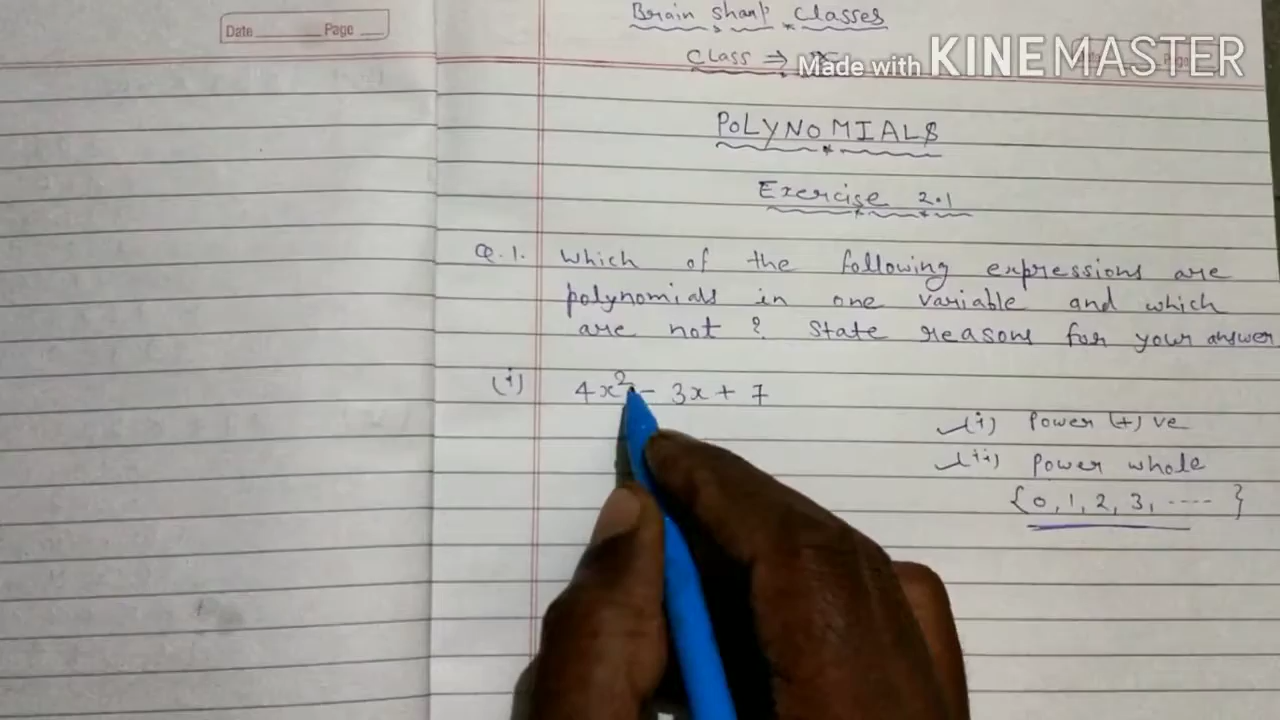 Date Page
Brain sharp classes
Class ⇒
Made with KINEMASTER
POLYNOMIALS
Exercise 2.1
Q.1. Which of the following expressions are
polynomials in one variable and which
are not? State reasons for your answer
(i) 4x² - 3x + 7
(i) Power (+) ve
(ii) Power whole
{0, 1, 2, 3, ---- }